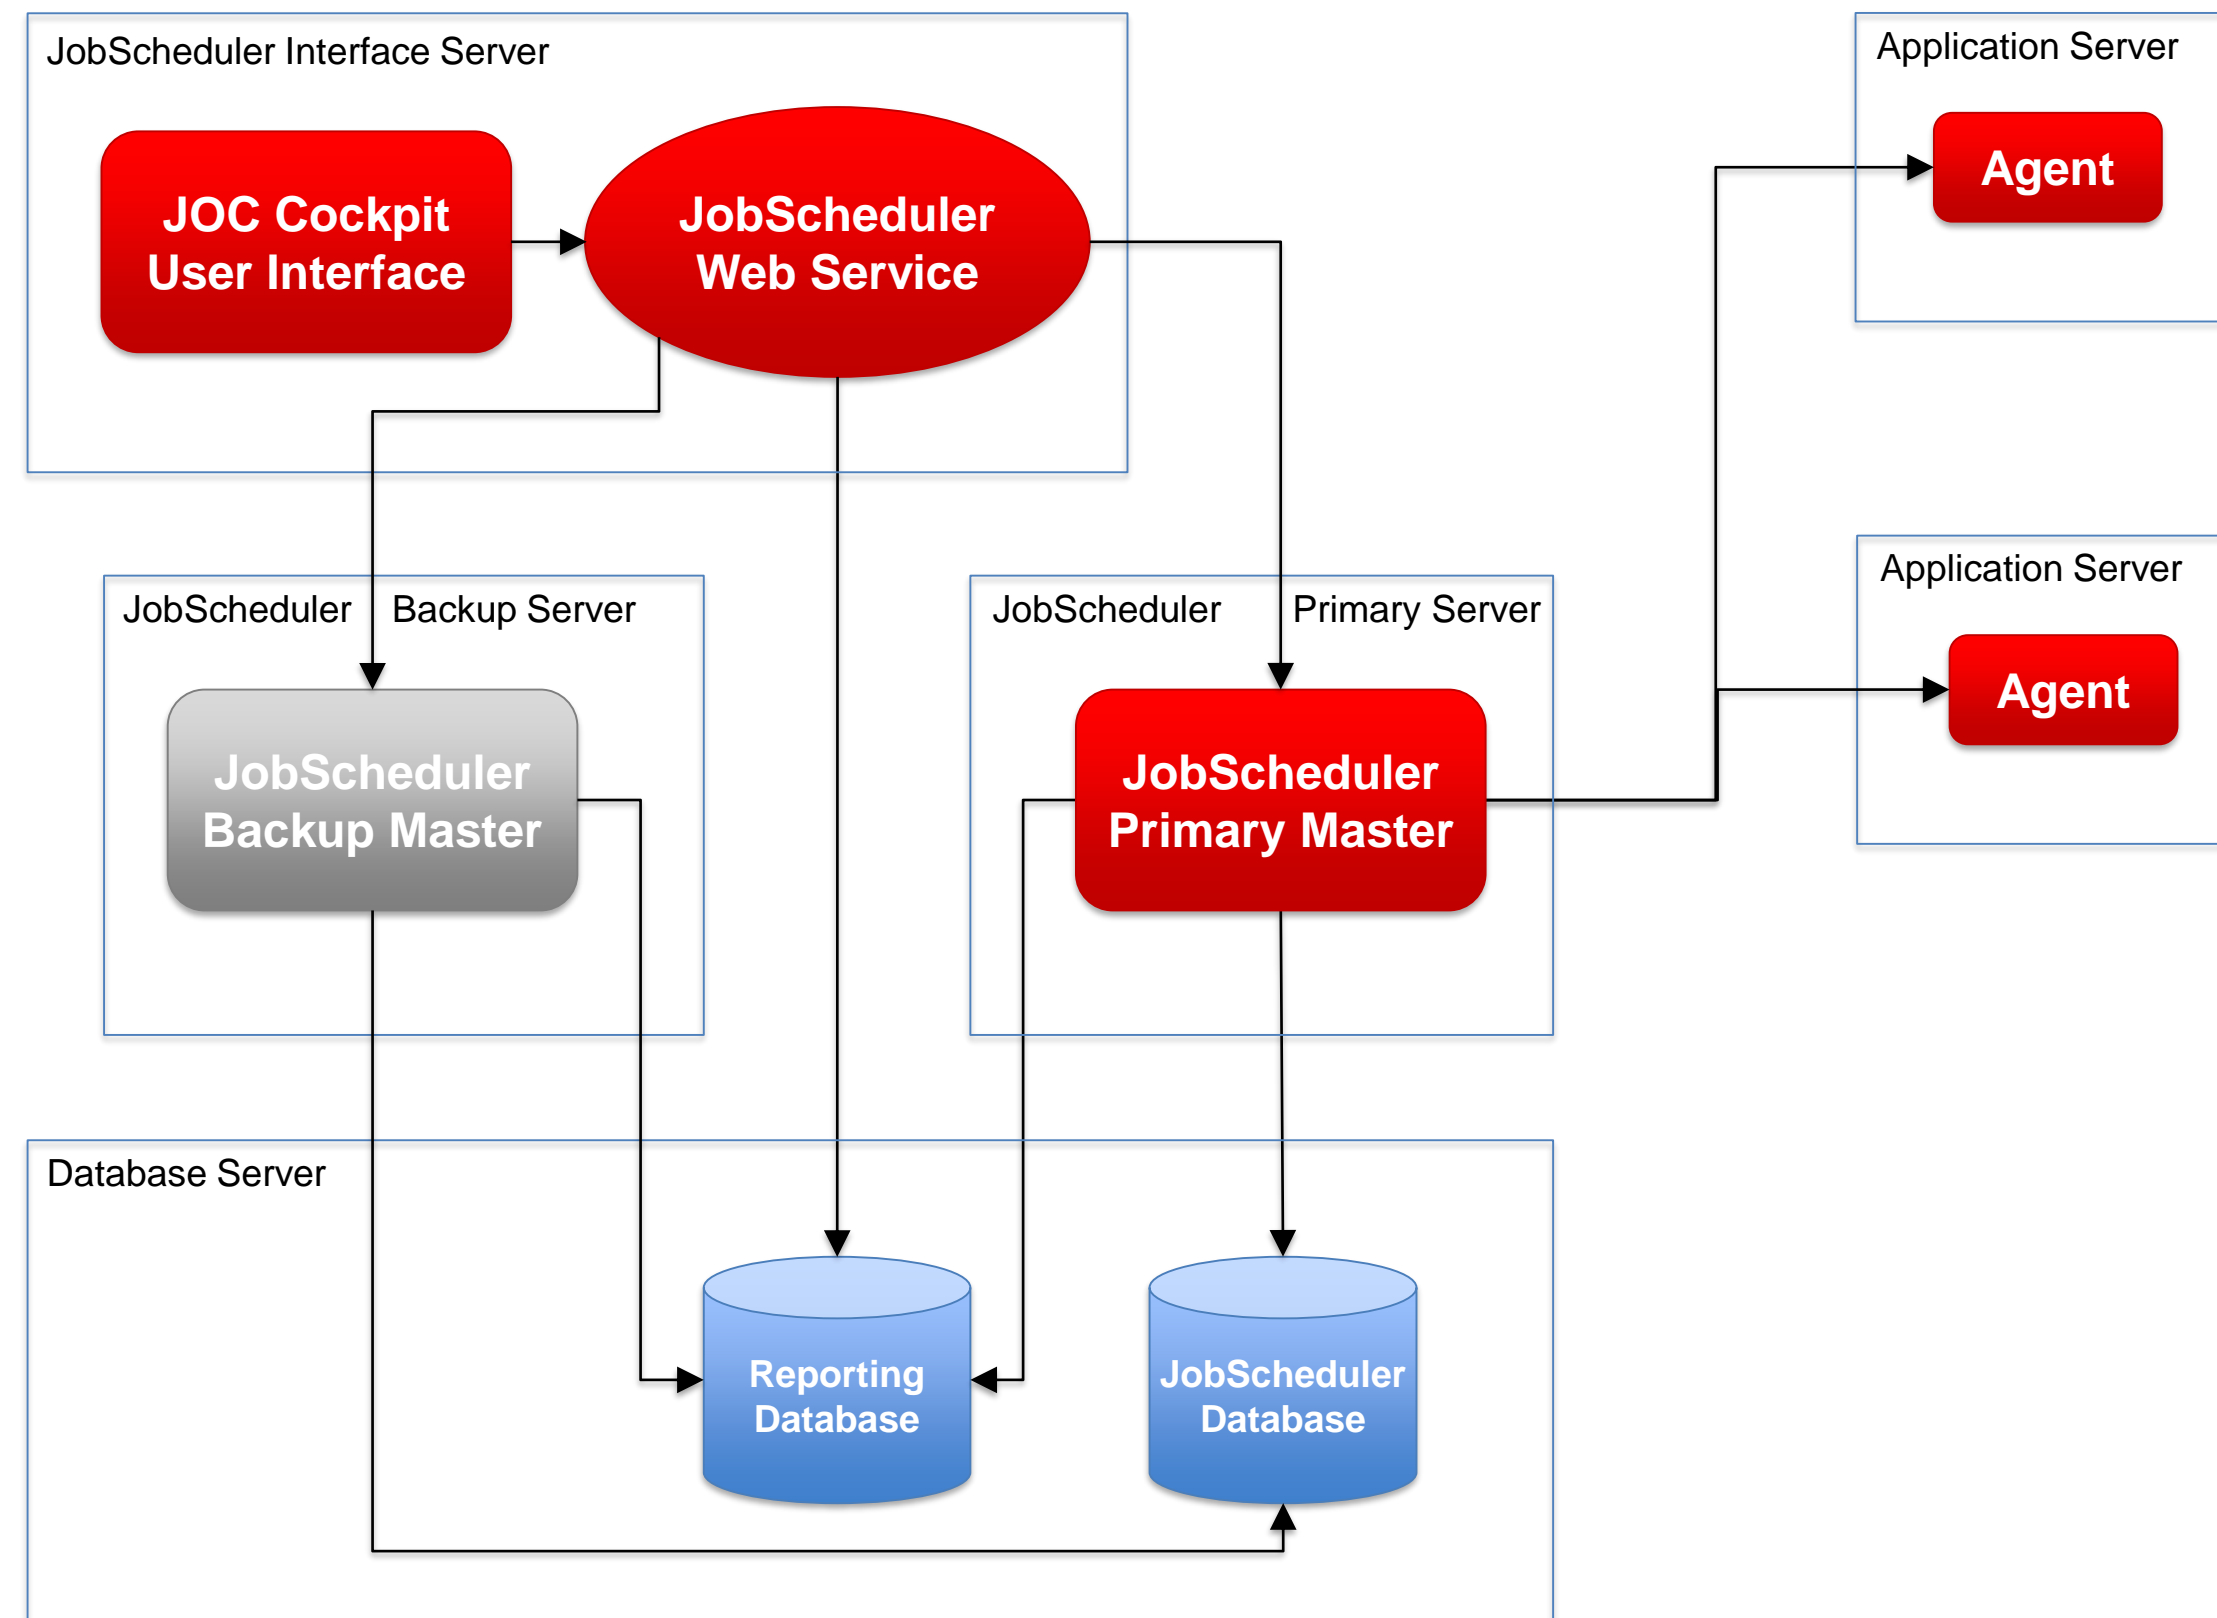 JobScheduler Interface Server
JOC Cockpit
User Interface
JobScheduler
Web Service
Application Server
Agent
Application Server
Agent
JobScheduler Backup Server
JobScheduler
Backup Master
JobScheduler Primary Server
JobScheduler
Primary Master
Database Server
Reporting
Database
JobScheduler
Database